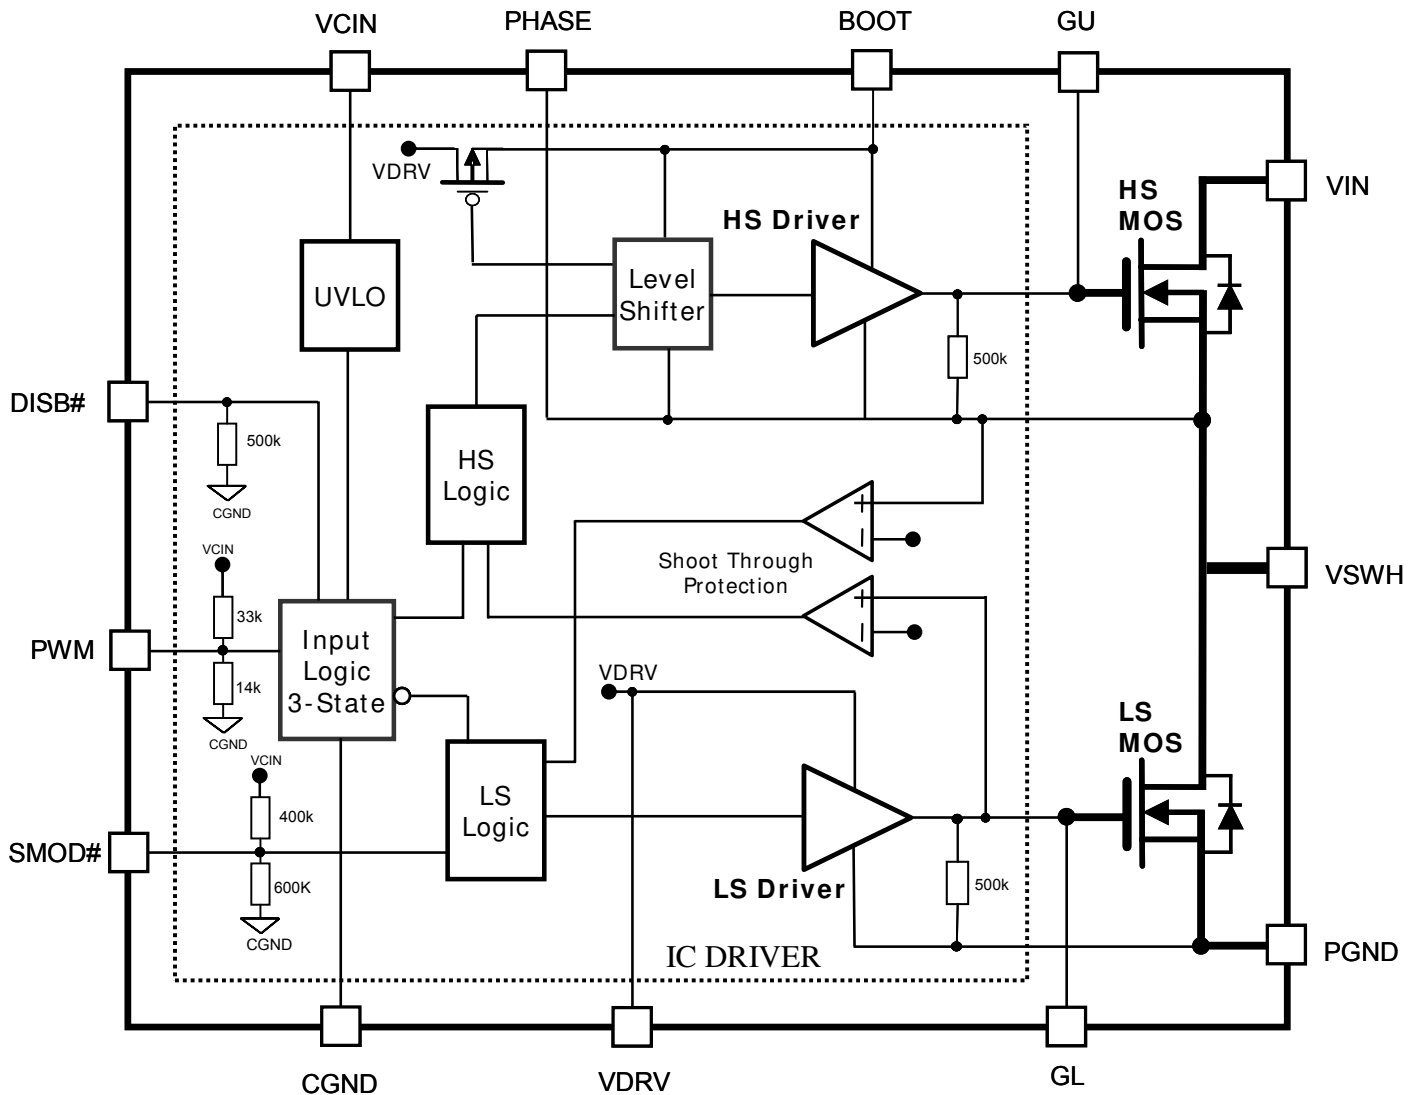 VCIN
PHASE
BOOT
GU
VDRV
HS Driver
HS
MOS
VIN
UVLO
Level
Shifter
500k
DISB#
500k
CGND
HS
Logic
VCIN
33k
Shoot Through
Protection
VSWH
PWM
Input
Logic
3-State
14k
CGND
VDRV
VCIN
400k
LS
MOS
LS
Logic
SMOD#
600K
CGND
LS Driver
500k
IC DRIVER
PGND
CGND
VDRV
GL